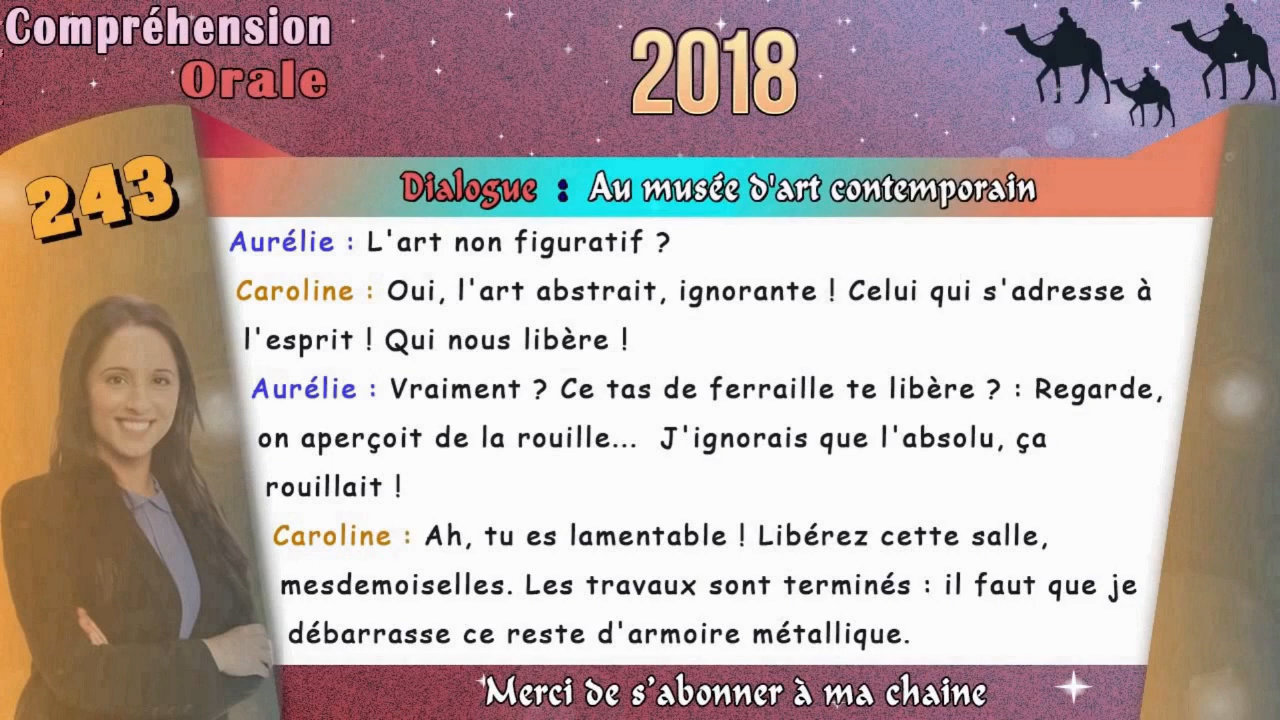 Compréhension
Orale
2018
243
Dialogue : Au musée d'art contemporain
Aurélie : L'art non figuratif ?
Caroline : Oui, l'art abstrait, ignorante ! Celui qui s'adresse à
l'esprit ! Qui nous libère !
Aurélie : Vraiment ? Ce tas de ferraille te libère ? : Regarde,
on aperçoit de la rouille... J'ignorais que l'absolu, ça
rouillait !
Caroline : Ah, tu es lamentable ! Libérez cette salle,
mesdemoiselles. Les travaux sont terminés : il faut que je
débarrasse ce reste d'armoire métallique.
Merci de s'abonner à ma chaine